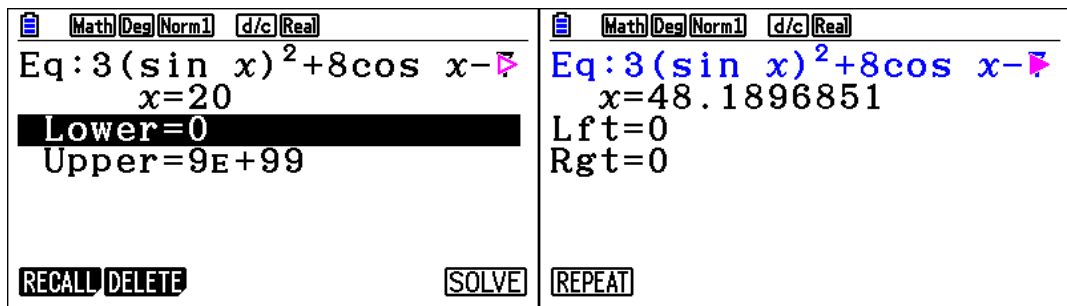 Math Deg Norm1 d/c Real
Eq:3(sin x)²+8cos x-
x=20
Lower=0
Upper=9ᴇ+99
RECALL DELETE SOLVE
Math Deg Norm1 d/c Real
Eq:3(sin x)²+8cos x-
x=48.1896851
Lft=0
Rgt=0
REPEAT